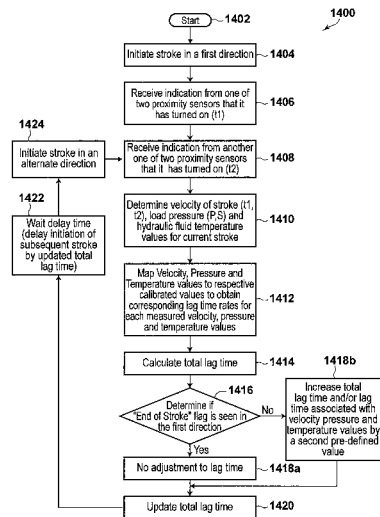 1402
1400
Start
1404
Initiate stroke in a first direction
Receive indication from one of
two proximity sensors that it
has turned on (t1)
1406
1424
Initiate stroke in an
alternate direction
Receive indication from another
one of two proximity sensors
that it has turned on (t2)
1408
1422
Wait delay time
(delay initiation of
subsequent stroke
by updated total
lag time)
Determine velocity of stroke (t1,
t2), load pressure (P,S) and
hydraulic fluid temperature
values for current stroke
1410
Map Velocity, Pressure and
Temperature values to respective
calibrated values to obtain
corresponding lag time rates for
each measured velocity, pressure
and temperature values
1412
Calculate total lag time
1414
1416
1418b
Determine if
"End of Stroke" flag is seen in
the first direction
No
Increase total
lag time and/or lag
time associated with
velocity pressure and
temperature values by
a second pre-defined
value
Yes
No adjustment to lag time
1418a
Update total lag time
1420